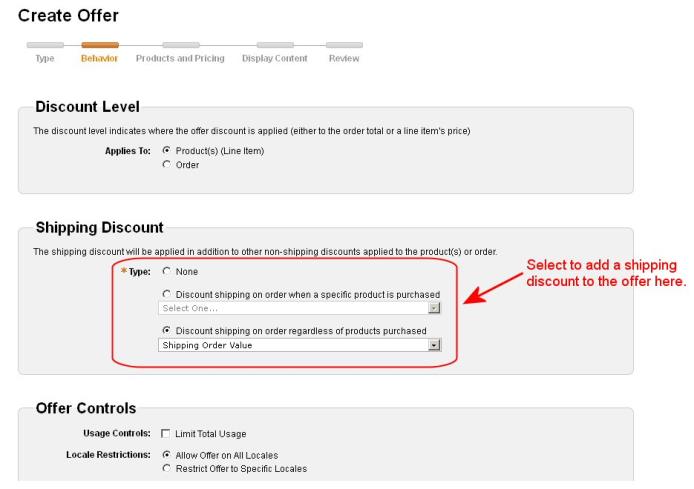 Create Offer
Type Behavior Products and Pricing Display Content Review
Discount Level
The discount level indicates where the offer discount is applied (either to the order total or a line item's price)
Applies To: Product(s) (Line Item)
Order
Shipping Discount
The shipping discount will be applied in addition to other non-shipping discounts applied to the product(s) or order.
* Type: None
Discount shipping on order when a specific product is purchased
Select One...
Discount shipping on order regardless of products purchased
Shipping Order Value
Select to add a shipping
discount to the offer here.
Offer Controls
Usage Controls: Limit Total Usage
Locale Restrictions: Allow Offer on All Locales
Restrict Offer to Specific Locales